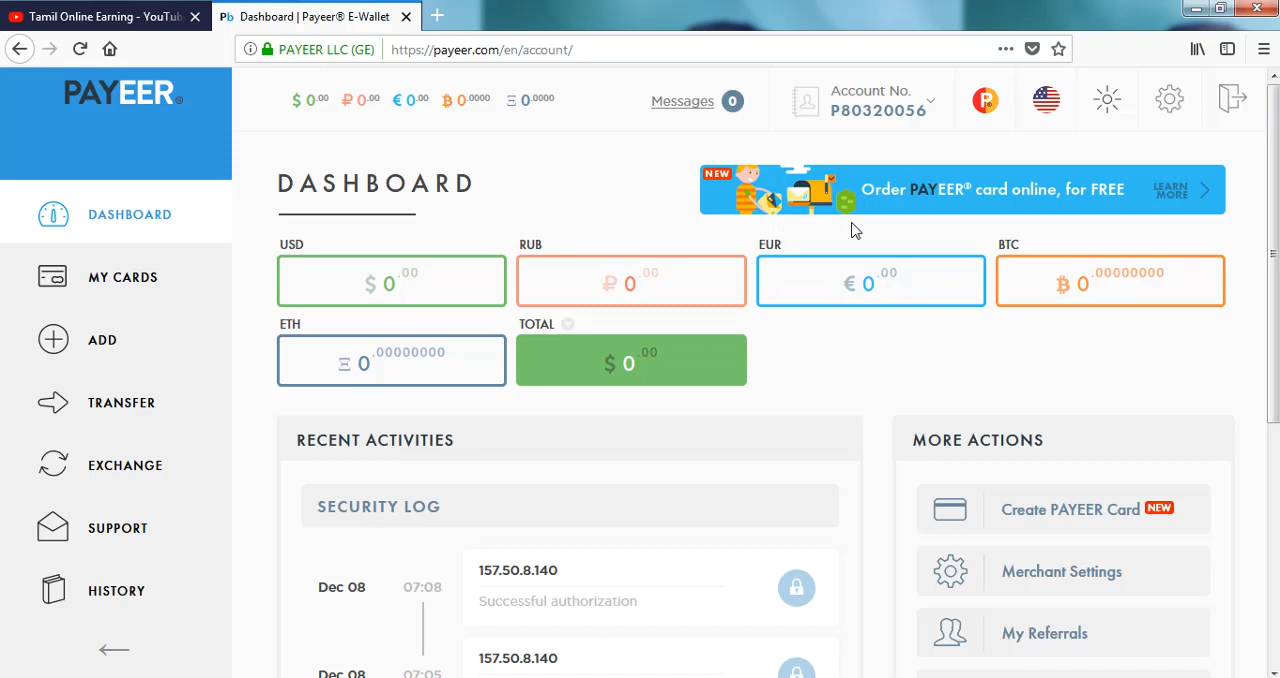 Tamil Online Earning - YouTub
Pb Dashboard | Payeer® E-Wallet
PAYEER LLC (GE) https://payeer.com/en/account/
PAYEER®
$ 0.00 ₽ 0.00 € 0.00 ₿ 0.0000 Ξ 0.0000
Messages 0
Account No.
P80320056
DASHBOARD
MY CARDS
ADD
TRANSFER
EXCHANGE
SUPPORT
HISTORY
DASHBOARD
NEW
Order PAYEER® card online, for FREE
LEARN
MORE
USD RUB EUR BTC
$ 0.00 ₽ 0.00 € 0.00 ₿ 0.00000000
ETH TOTAL
Ξ 0.00000000 $ 0.00
RECENT ACTIVITIES
SECURITY LOG
Dec 08 07:08
157.50.8.140
Successful authorization
157.50.8.140
Dec 08 07:05
MORE ACTIONS
Create PAYEER Card NEW
Merchant Settings
My Referrals